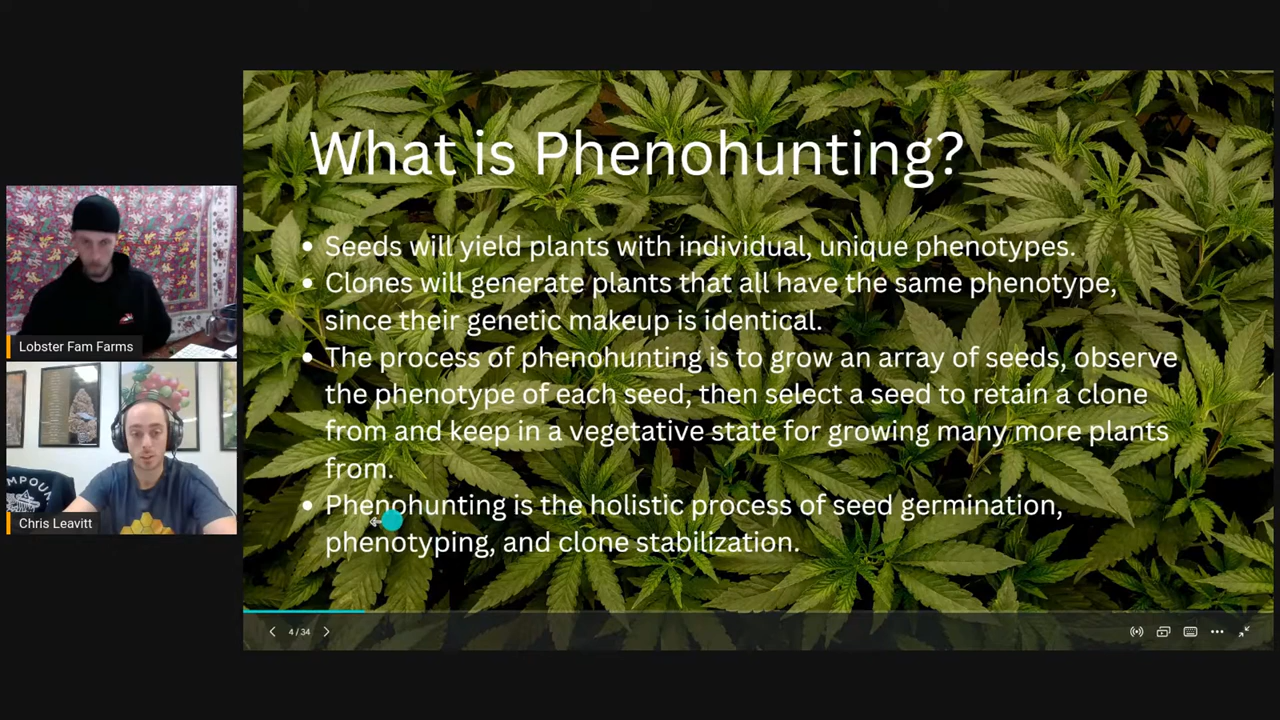 What is Phenohunting?
• Seeds will yield plants with individual, unique phenotypes.
• Clones will generate plants that all have the same phenotype,
since their genetic makeup is identical.
• The process of phenohunting is to grow an array of seeds, observe
the phenotype of each seed, then select a seed to retain a clone
from and keep in a vegetative state for growing many more plants
from.
• Phenohunting is the holistic process of seed germination,
phenotyping, and clone stabilization.
4 / 34
Lobster Fam Farms
Chris Leavitt